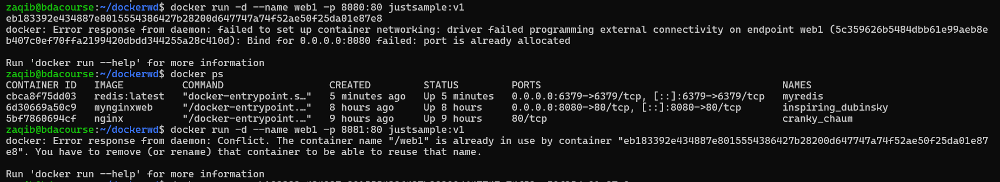 zaqib@bdacourse:~/dockerwd$ docker run -d --name web1 -p 8080:80 justsample:v1
eb183392e434887e8015554386427b28200d647747a74f52ae50f25da01e87e8
docker: Error response from daemon: failed to set up container networking: driver failed programming external connectivity on endpoint web1 (5c359626b5484dbb61e99aeb8e
b407c0ef70ffa2199420dbdd344255a28c410d): Bind for 0.0.0.0:8080 failed: port is already allocated
Run 'docker run --help' for more information
zaqib@bdacourse:~/dockerwd$ docker ps
CONTAINER ID   IMAGE          COMMAND                  CREATED         STATUS         PORTS                                         NAMES
cbca8f75dd03   redis:latest   "docker-entrypoint.s…"   5 minutes ago   Up 5 minutes   0.0.0.0:6379->6379/tcp, [::]:6379->6379/tcp   myredis
6d30669a50c9   mynginxweb     "/docker-entrypoint.…"   8 hours ago     Up 8 hours     0.0.0.0:8080->80/tcp, [::]:8080->80/tcp       inspiring_dubinsky
5bf7860694cf   nginx          "/docker-entrypoint.…"   9 hours ago     Up 9 hours     80/tcp                                        cranky_chaum
zaqib@bdacourse:~/dockerwd$ docker run -d --name web1 -p 8081:80 justsample:v1
docker: Error response from daemon: Conflict. The container name "/web1" is already in use by container "eb183392e434887e8015554386427b28200d647747a74f52ae50f25da01e87
e8". You have to remove (or rename) that container to be able to reuse that name.
Run 'docker run --help' for more information